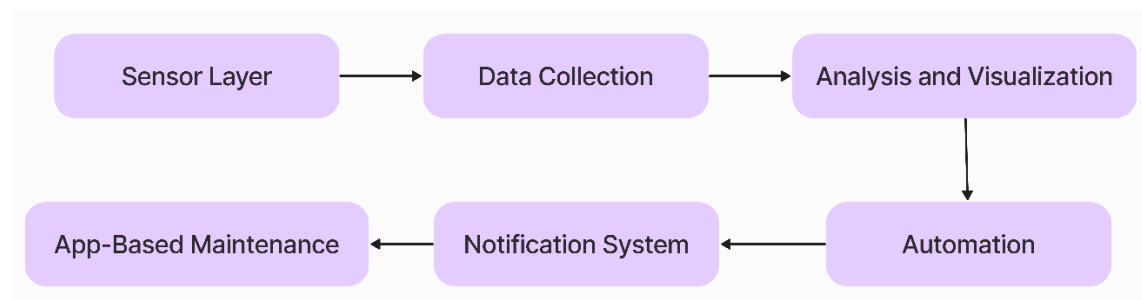 Sensor Layer
Data Collection
Analysis and Visualization
Automation
Notification System
App-Based Maintenance